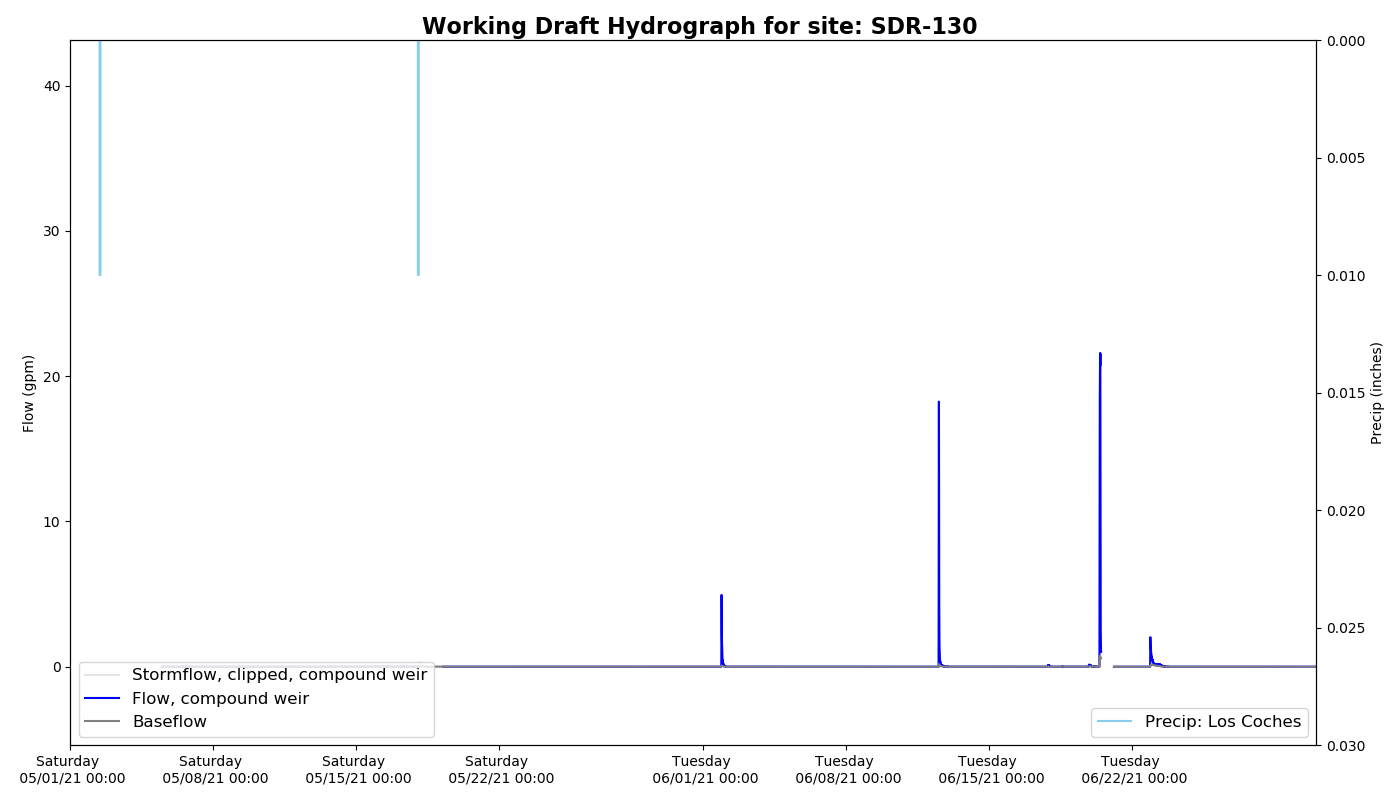 Working Draft Hydrograph for site: SDR-130
Flow (gpm)
40
30
20
10
0
Precip (inches)
0.000
0.005
0.010
0.015
0.020
0.025
0.030
Stormflow, clipped, compound weir
Flow, compound weir
Baseflow
Precip: Los Coches
Saturday
05/01/21 00:00
Saturday
05/08/21 00:00
Saturday
05/15/21 00:00
Saturday
05/22/21 00:00
Tuesday
06/01/21 00:00
Tuesday
06/08/21 00:00
Tuesday
06/15/21 00:00
Tuesday
06/22/21 00:00